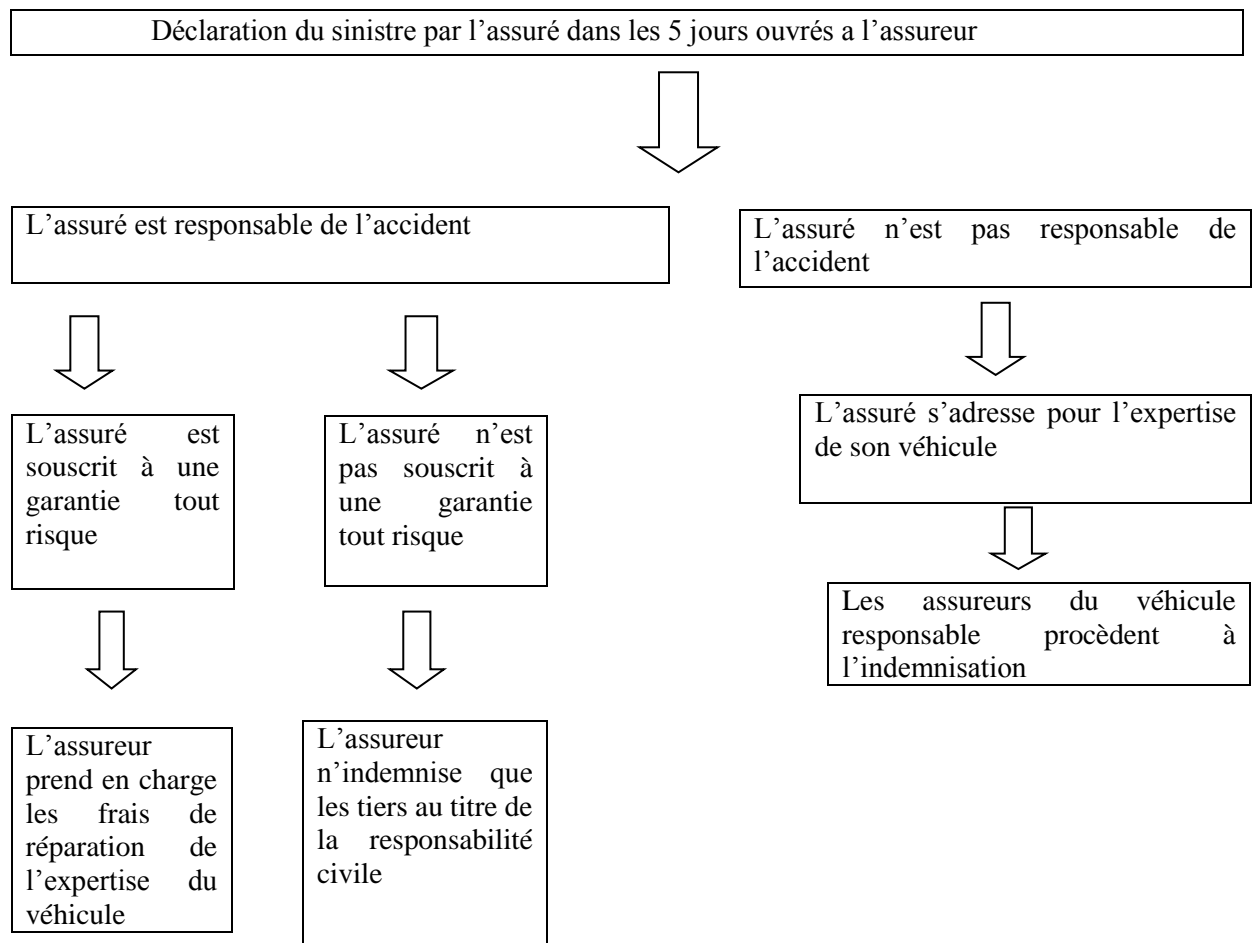 Déclaration du sinistre par l’assuré dans les 5 jours ouvrés a l’assureur
L’assuré est responsable de l’accident
L’assuré n’est pas responsable de
l’accident
L’assuré est
souscrit à une
garantie tout
risque
L’assuré n’est
pas souscrit à
une garantie
tout risque
L’assuré s’adresse pour l’expertise
de son véhicule
Les assureurs du véhicule
responsable procèdent à
l’indemnisation
L’assureur
prend en charge
les frais de
réparation de
l’expertise du
véhicule
L’assureur
n’indemnise que
les tiers au titre de
la responsabilité
civile